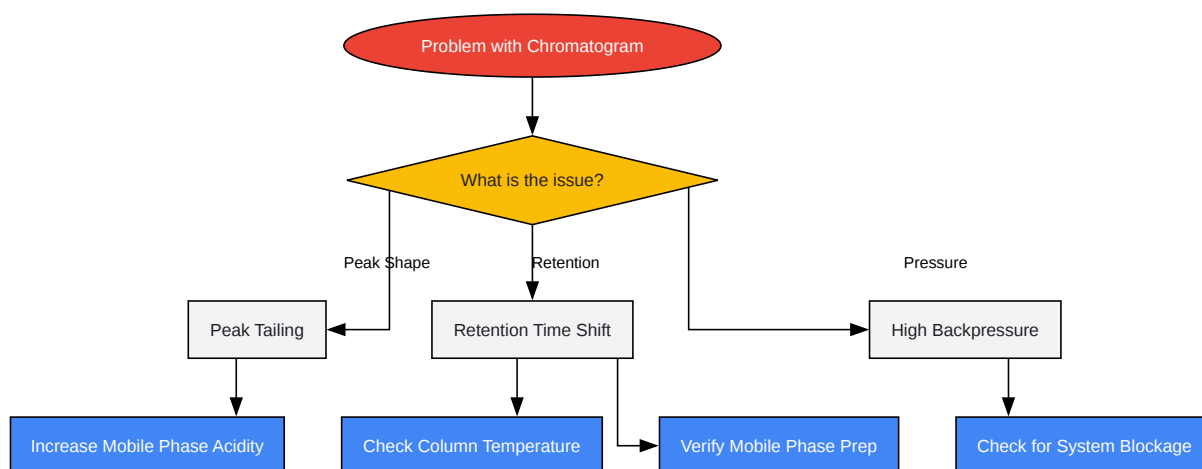 Problem with Chromatogram
What is the issue?
Peak Shape
Retention
Pressure
Peak Tailing
Retention Time Shift
High Backpressure
Increase Mobile Phase Acidity
Check Column Temperature
Verify Mobile Phase Prep
Check for System Blockage